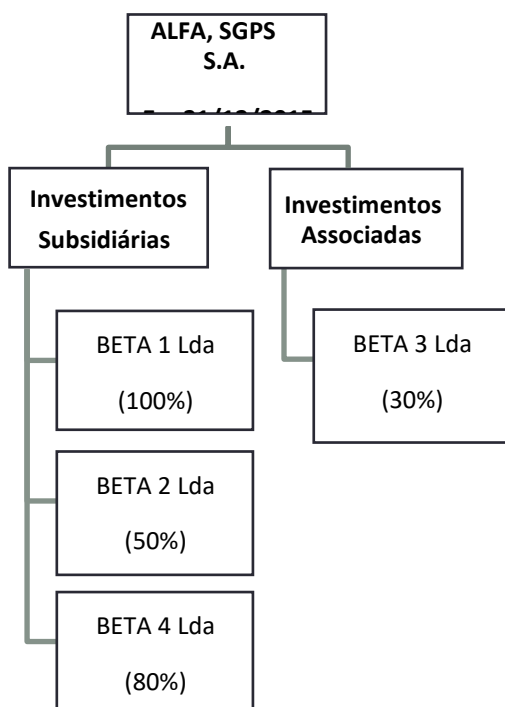 ALFA, SGPS
S.A.
Investimentos
Subsidiárias
Investimentos
Associadas
BETA 1 Lda
(100%)
BETA 3 Lda
(30%)
BETA 2 Lda
(50%)
BETA 4 Lda
(80%)